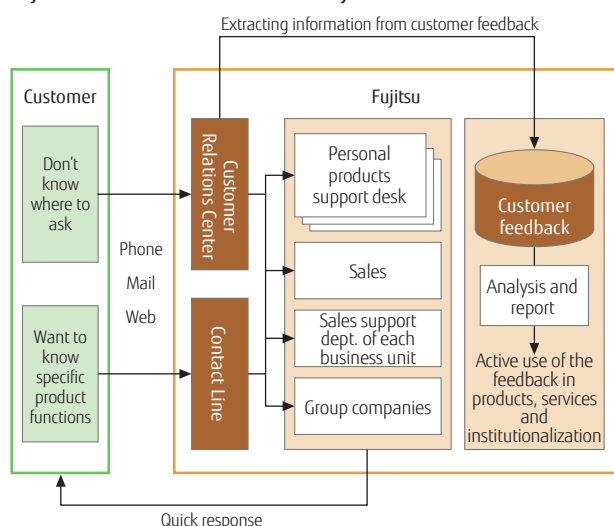 Extracting information from customer feedback
Customer
Fujitsu
Don't
know
where to
ask
Want to
know
specific
product
functions
Phone
Mail
Web
Customer
Relations Center
Contact Line
Personal
products
support desk
Sales
Sales support
dept. of each
business unit
Group companies
Customer
feedback
Analysis and
report
Active use of the
feedback in
products, services
and
institutionalization
Quick response